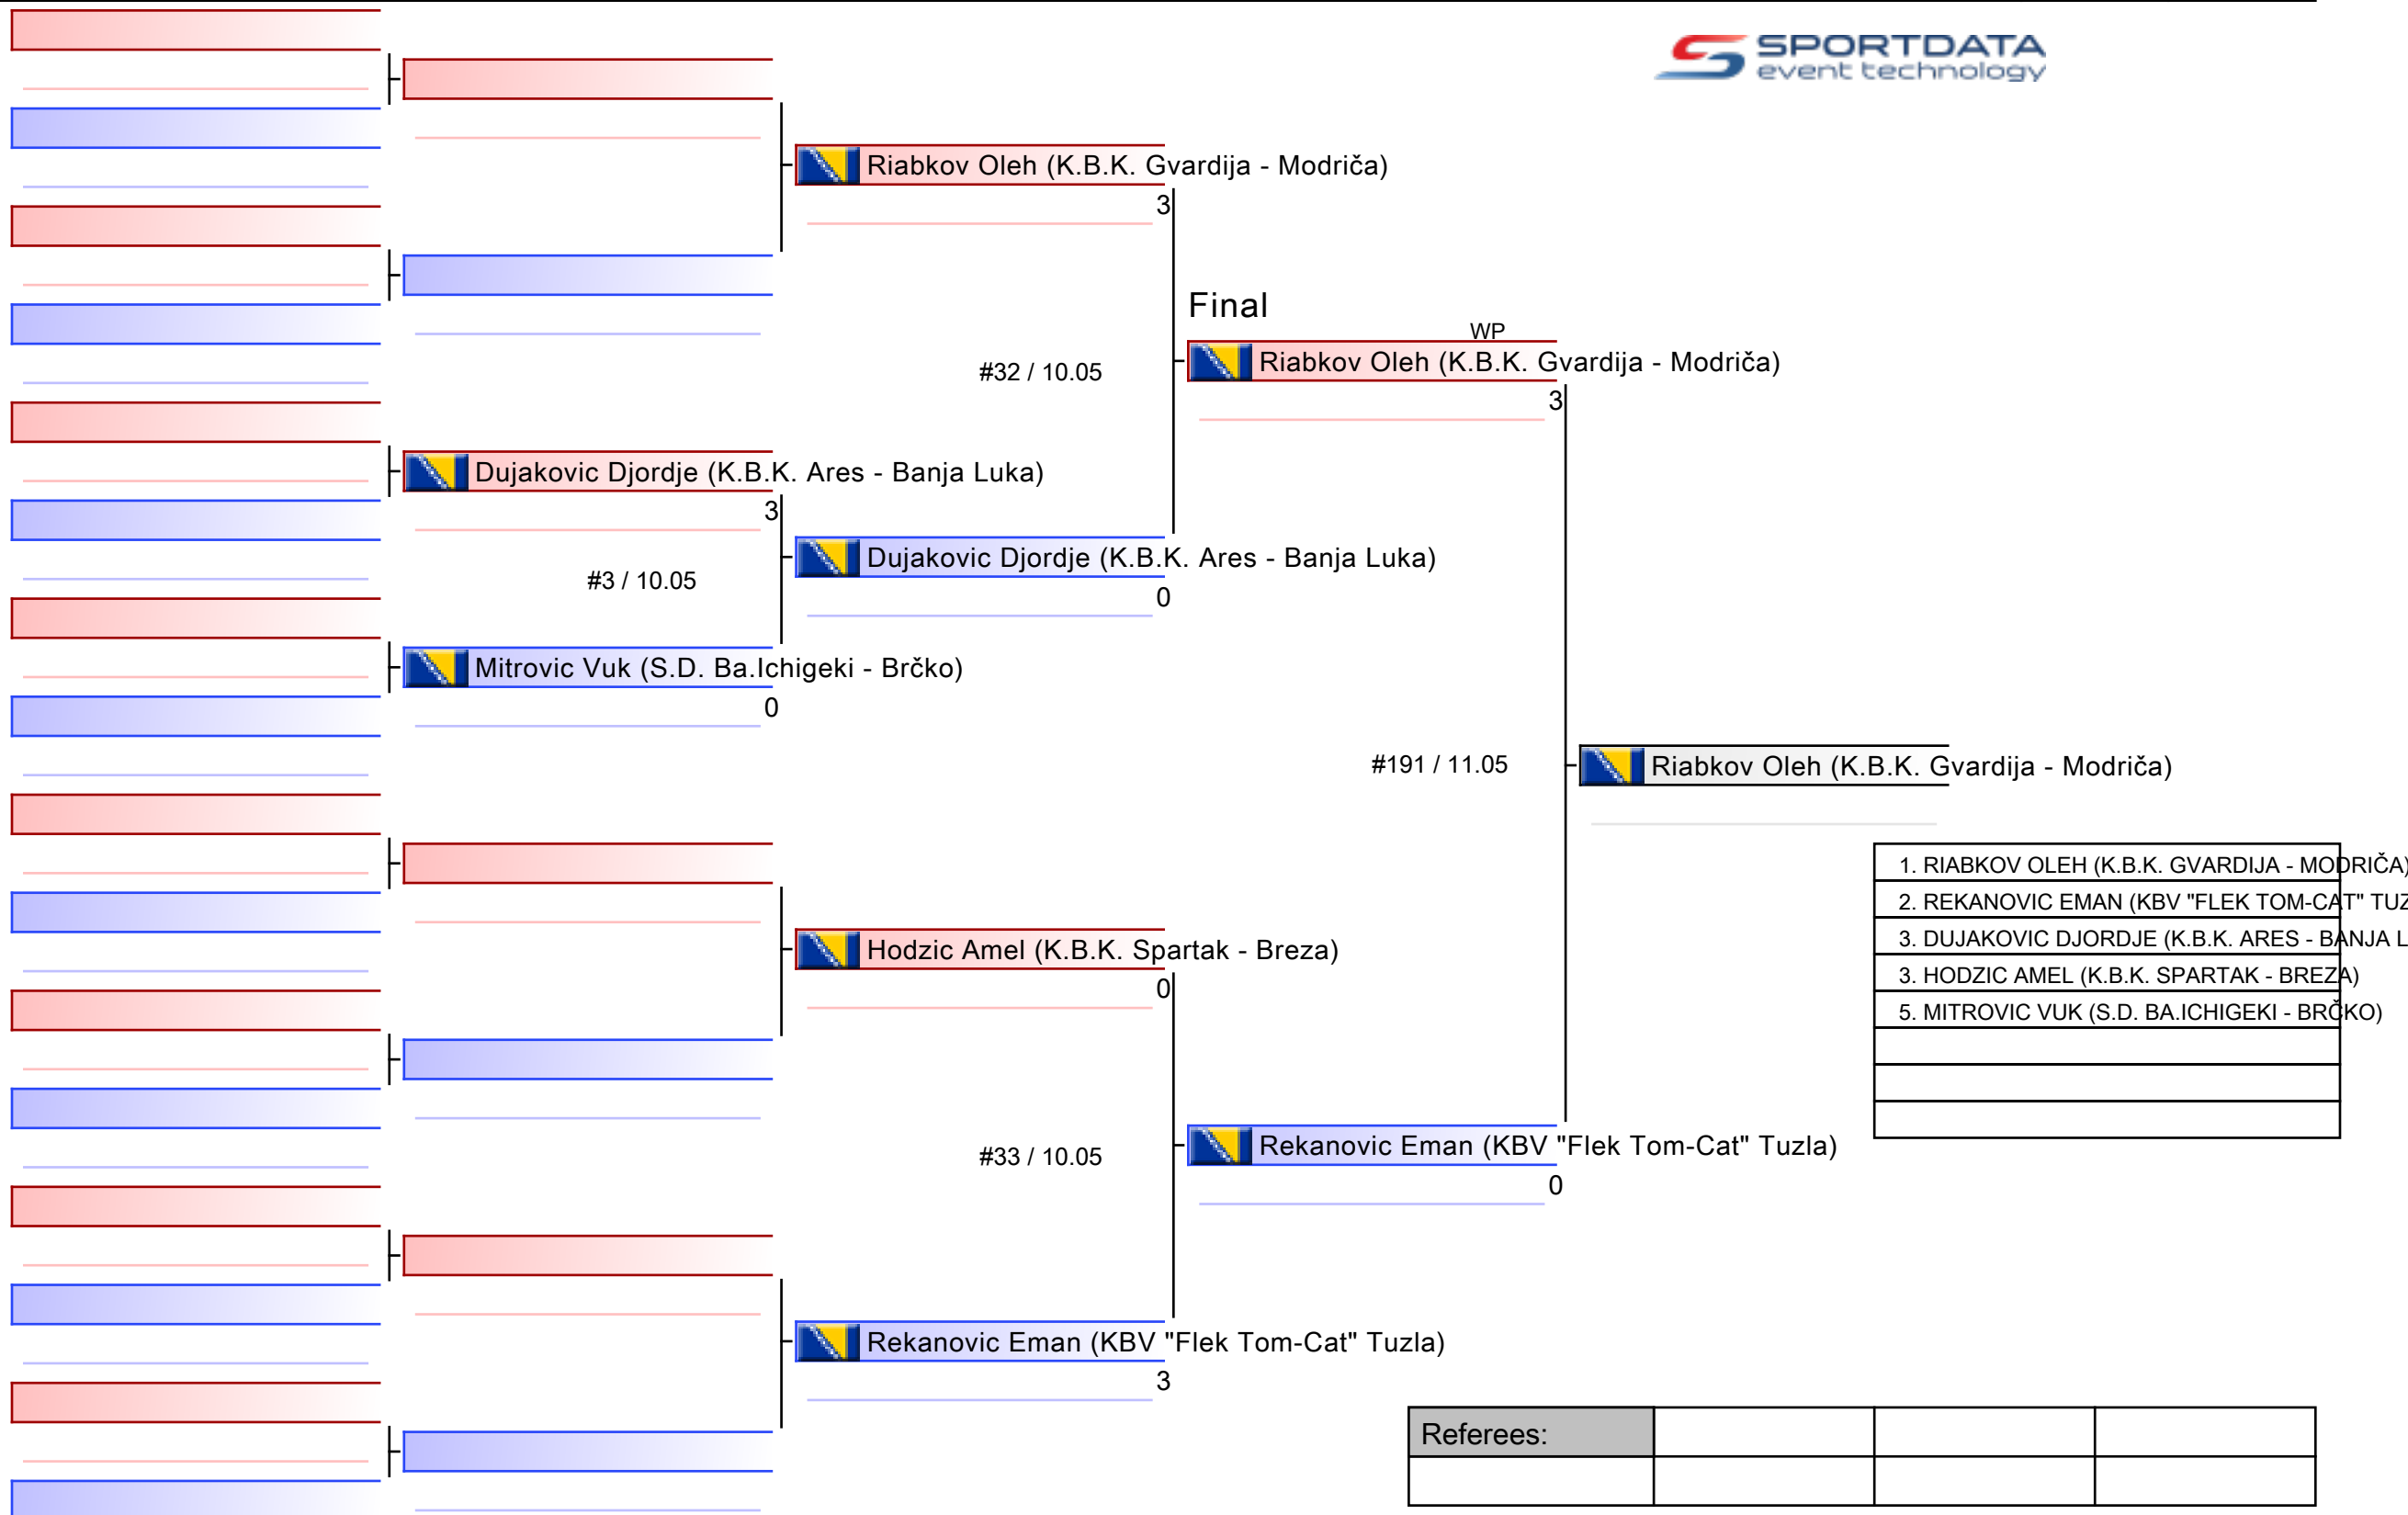 SPORTDATA
event technology
Riabkov Oleh (K.B.K. Gvardija - Modriča)
3
Final
WP
#32 / 10.05
Riabkov Oleh (K.B.K. Gvardija - Modriča)
3
Dujakovic Djordje (K.B.K. Ares - Banja Luka)
3
#3 / 10.05
Dujakovic Djordje (K.B.K. Ares - Banja Luka)
0
Mitrovic Vuk (S.D. Ba.Ichigeki - Brčko)
0
#191 / 11.05
Riabkov Oleh (K.B.K. Gvardija - Modriča)
1. RIABKOV OLEH (K.B.K. GVARDIJA - MODRIČA)
2. REKANOVIC EMAN (KBV "FLEK TOM-CAT" TUZ
3. DUJAKOVIC DJORDJE (K.B.K. ARES - BANJA L
3. HODZIC AMEL (K.B.K. SPARTAK - BREZA)
5. MITROVIC VUK (S.D. BA.ICHIGEKI - BRČKO)
Hodzic Amel (K.B.K. Spartak - Breza)
0
#33 / 10.05
Rekanovic Eman (KBV "Flek Tom-Cat" Tuzla)
0
Rekanovic Eman (KBV "Flek Tom-Cat" Tuzla)
3
Referees: